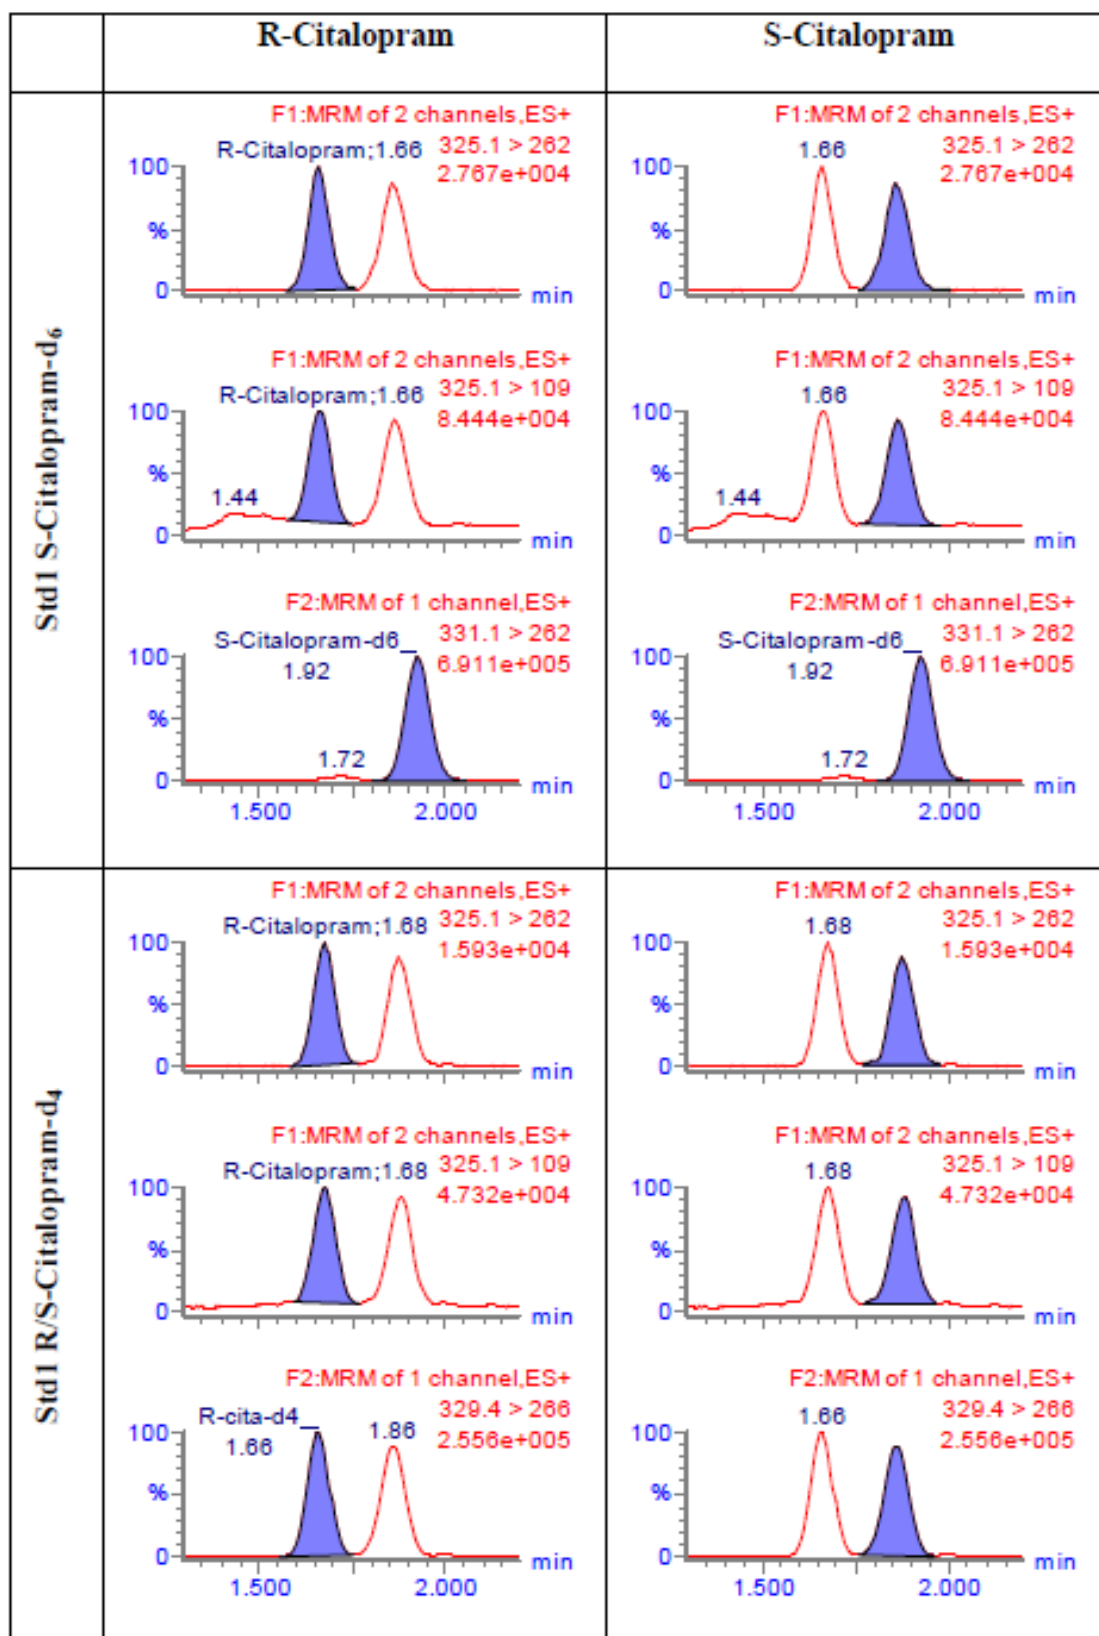 R-Citalopram
S-Citalopram
Std1 S-Citalopram-d6
F1:MRM of 2 channels,ES+
R-Citalopram;1.66
325.1 > 262
2.767e+004
100
%
0
min
F1:MRM of 2 channels,ES+
R-Citalopram;1.66
325.1 > 109
8.444e+004
100
%
1.44
0
min
F2:MRM of 1 channel,ES+
S-Citalopram-d6
331.1 > 262
1.92
6.911e+005
100
%
1.72
0
min
1.500
2.000
F1:MRM of 2 channels,ES+
1.66
325.1 > 262
2.767e+004
100
%
0
min
F1:MRM of 2 channels,ES+
1.66
325.1 > 109
8.444e+004
100
%
1.44
0
min
F2:MRM of 1 channel,ES+
S-Citalopram-d6
331.1 > 262
1.92
6.911e+005
100
%
1.72
0
min
1.500
2.000
Std1 R/S-Citalopram-d4
F1:MRM of 2 channels,ES+
R-Citalopram;1.68
325.1 > 262
1.593e+004
100
%
0
min
F1:MRM of 2 channels,ES+
R-Citalopram;1.68
325.1 > 109
4.732e+004
100
%
0
min
F2:MRM of 1 channel,ES+
R-cita-d4
329.4 > 266
1.66
1.86
2.556e+005
100
%
0
min
1.500
2.000
F1:MRM of 2 channels,ES+
1.68
325.1 > 262
1.593e+004
100
%
0
min
F1:MRM of 2 channels,ES+
1.68
325.1 > 109
4.732e+004
100
%
0
min
F2:MRM of 1 channel,ES+
1.66
329.4 > 266
2.556e+005
100
%
0
min
1.500
2.000